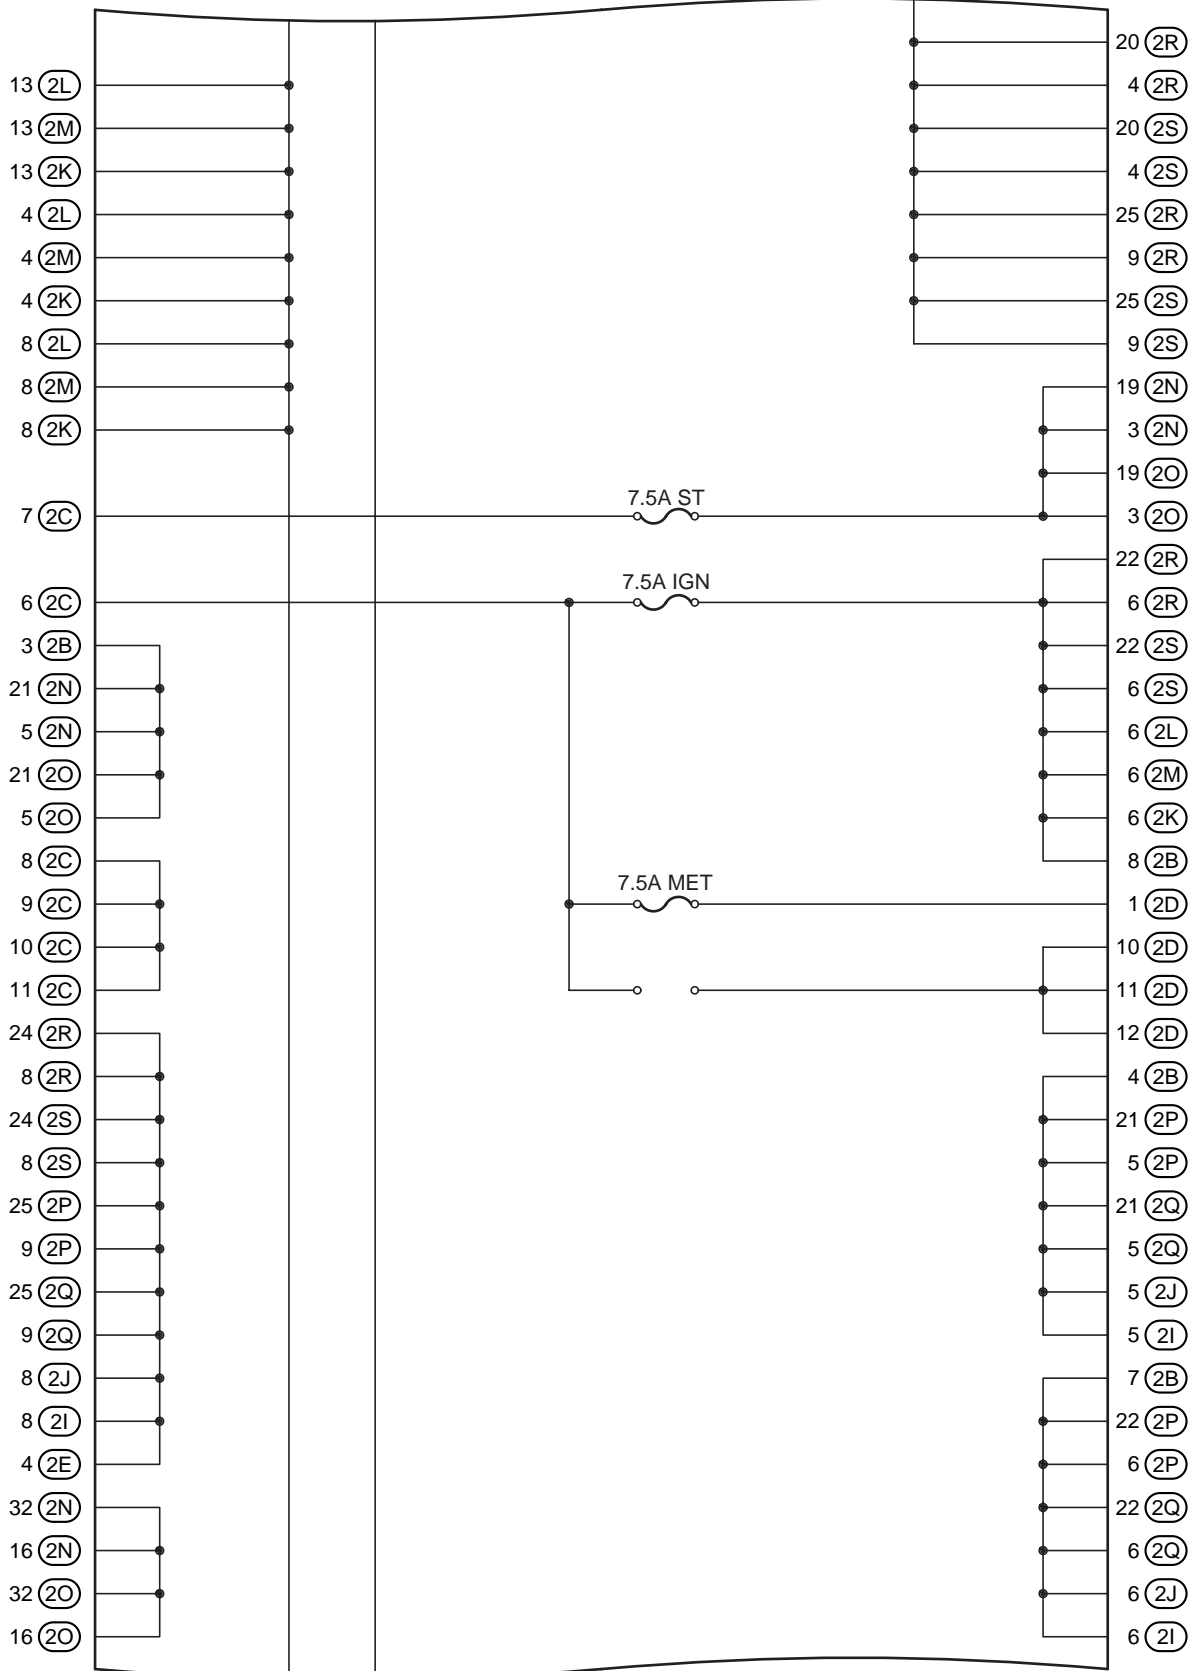 20 2R
13 2L
4 2R
13 2M
20 2S
13 2K
4 2S
4 2L
25 2R
4 2M
9 2R
4 2K
25 2S
8 2L
9 2S
8 2M
19 2N
8 2K
3 2N
19 2O
7 2C
7.5A ST
3 2O
22 2R
6 2C
7.5A IGN
6 2R
3 2B
22 2S
21 2N
6 2S
5 2N
6 2L
21 2O
6 2M
5 2O
6 2K
8 2C
8 2B
9 2C
7.5A MET
1 2D
10 2C
10 2D
11 2C
11 2D
24 2R
12 2D
8 2R
4 2B
24 2S
21 2P
8 2S
5 2P
25 2P
21 2Q
9 2P
5 2Q
25 2Q
5 2J
9 2Q
5 2I
8 2J
7 2B
8 2I
22 2P
4 2E
6 2P
32 2N
22 2Q
16 2N
6 2Q
32 2O
6 2J
16 2O
6 2I